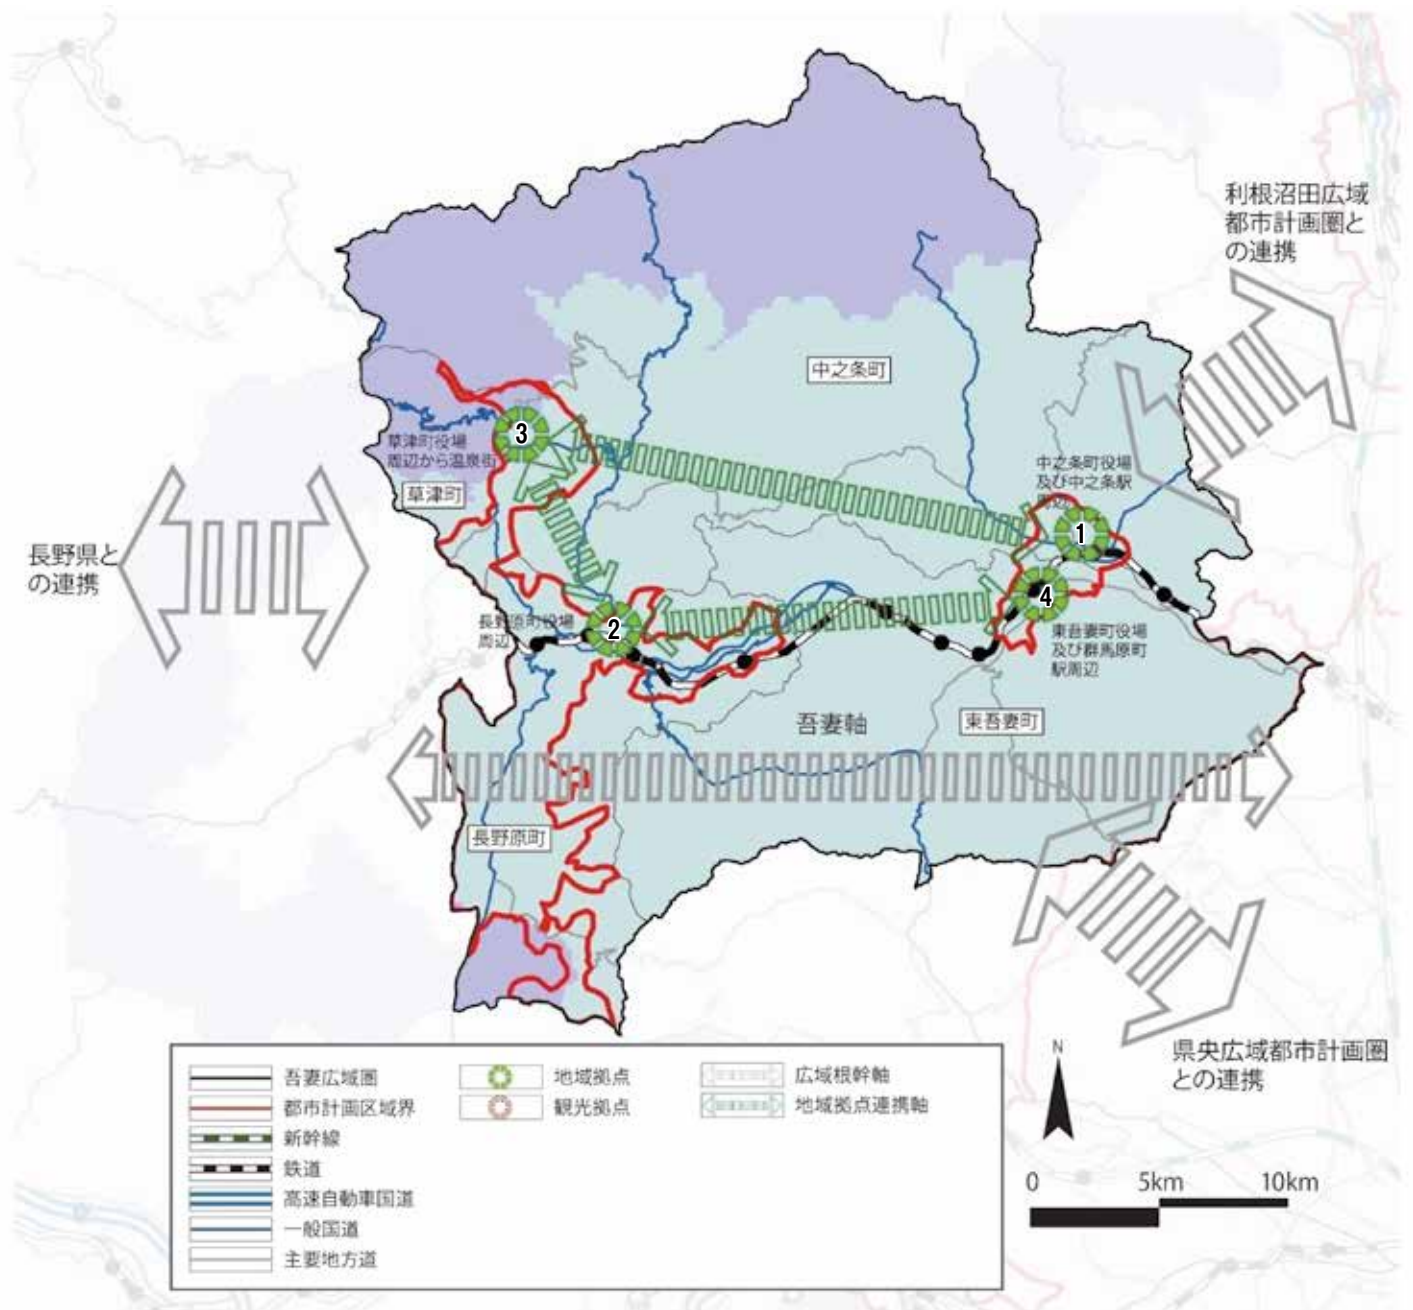 利根沼田広域
都市計画圏と
の連携
中之条町
3
草津町役場
周辺から温泉街
草津町
中之条町役場
及び中之条駅
周辺
1
長野県と
の連携
4
長野原町役場
周辺
2
東吾妻町役場
及び群馬原町
駅周辺
吾妻軸
東吾妻町
長野原町
県央広域都市計画圏
との連携
N
0 5km 10km
吾妻広域圏
都市計画区域界
新幹線
鉄道
高速自動車国道
一般国道
主要地方道
地域拠点
観光拠点
広域根幹軸
地域拠点連携軸